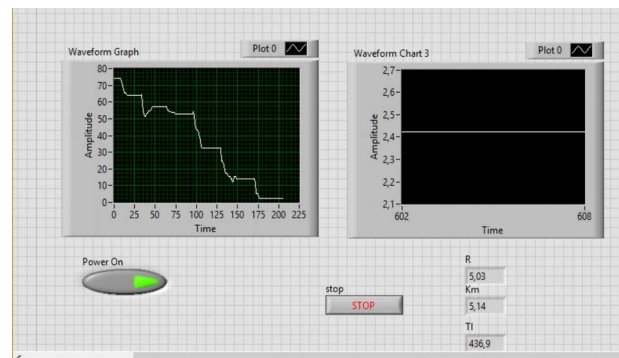 Waveform Graph
Plot 0
80
70
60
50
40
30
20
10
0
Amplitude
0 25 50 75 100 125 150 175 200 225
Time
Waveform Chart 3
Plot 0
2,7
2,6
2,5
2,4
2,3
2,1
Amplitude
602 608
Time
Power On
stop
STOP
R
5,03
Km
5,14
TI
436,9